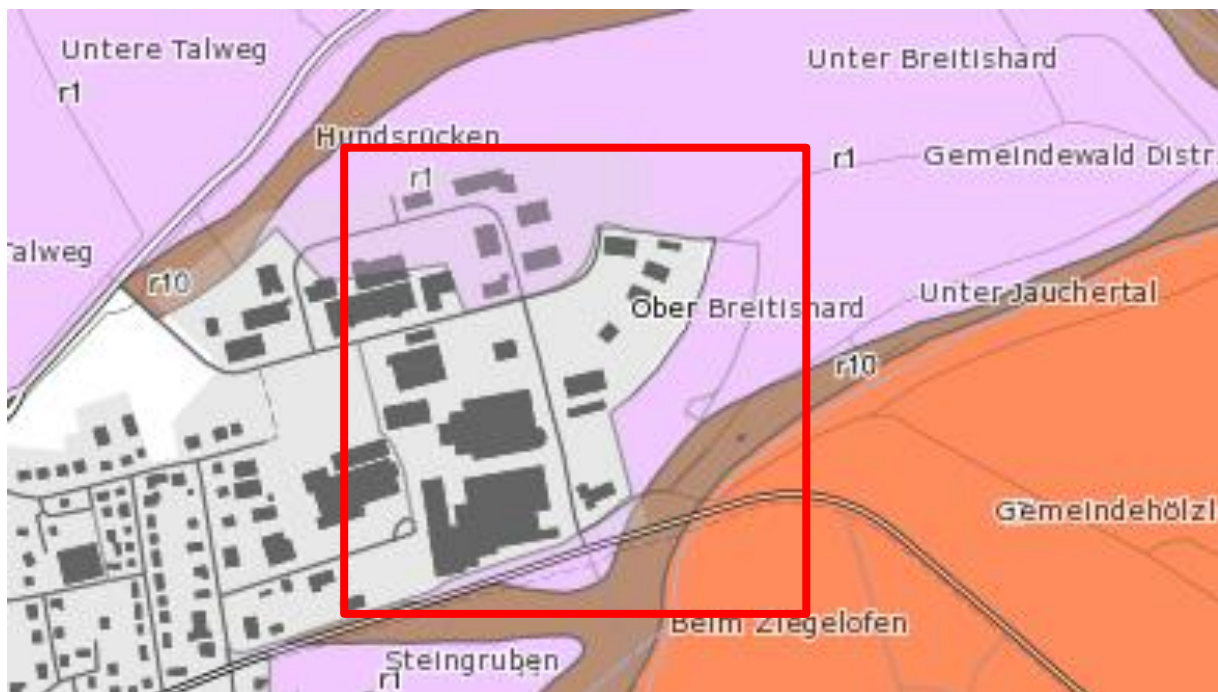 Untere Talweg
Unter Breitishard
r1
Hundsrücken
r1
Gemeindewald Distr.
r1
Talweg
r10
Unter Jauchertal
Ober Breitishard
r10
Gemeindehölzl
Beim Ziegelofen
Steingruben
r1